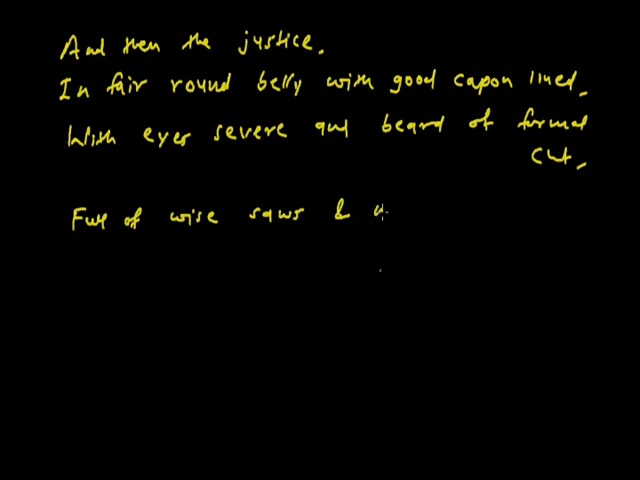 And then the justice.
In fair round belly with good capon lined.
With eyes severe and beard of formal
cut.
Full of wise saws &